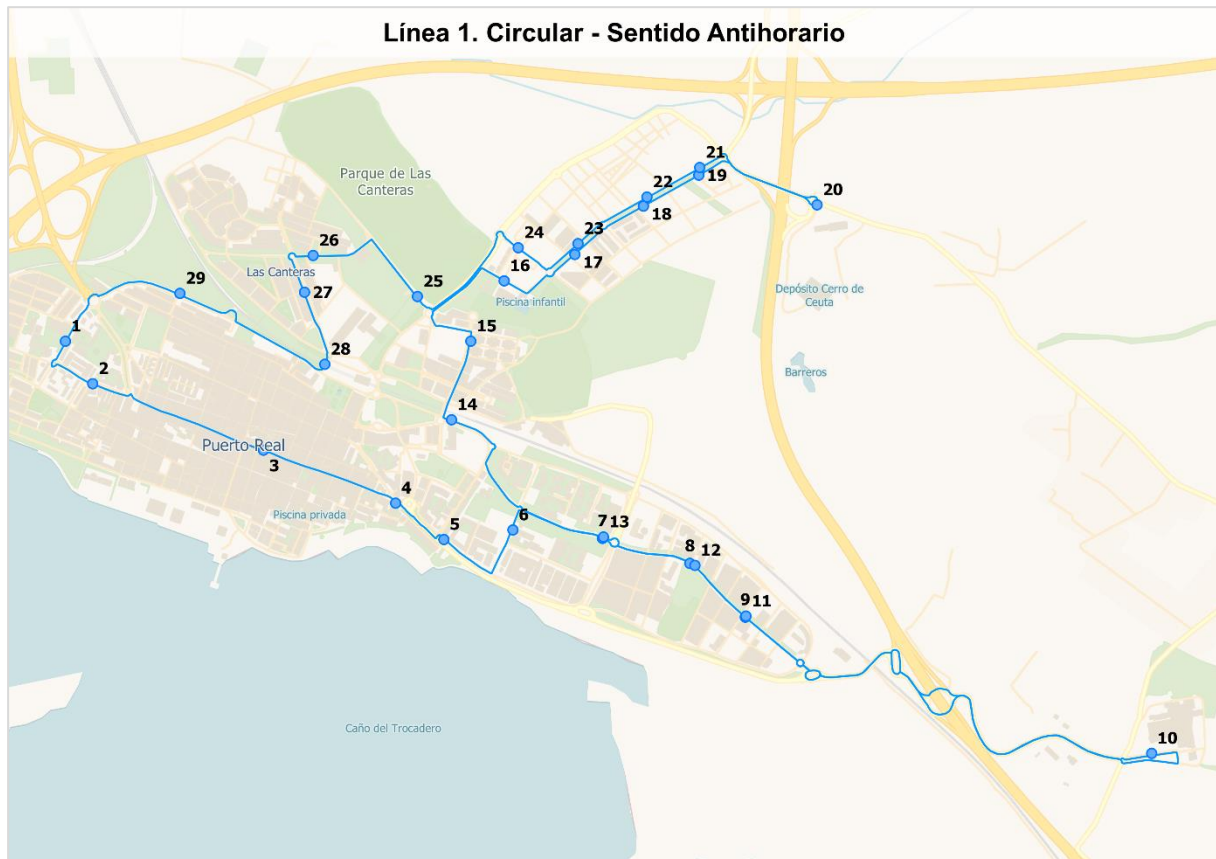 Línea 1. Circular - Sentido Antihorario
21
19
Parque de Las
Canteras
22
20
18
23
24
17
26
Las Canteras
29
27
16
25
Piscina infantil
Depósito Cerro de
Ceuta
1
15
28
2
Barreros
14
Puerto Real
3
4
Piscina privada
5
6
7
13
8
12
9
11
Caño del Trocadero
10